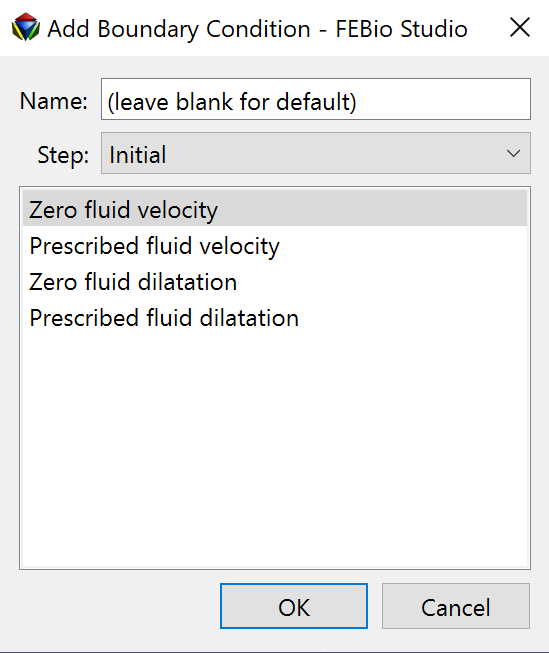 Add Boundary Condition - FEBio Studio
Name: (leave blank for default)
Step: Initial
Zero fluid velocity
Prescribed fluid velocity
Zero fluid dilatation
Prescribed fluid dilatation
OK Cancel